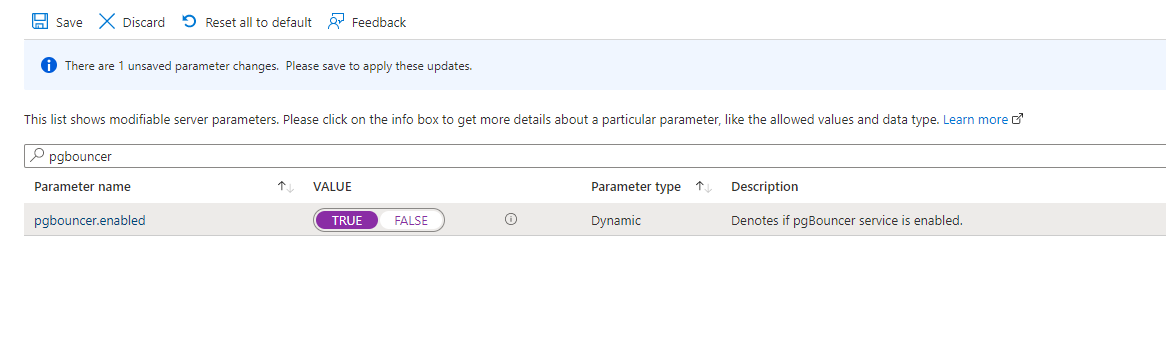 Save Discard Reset all to default Feedback
There are 1 unsaved parameter changes. Please save to apply these updates.
This list shows modifiable server parameters. Please click on the info box to get more details about a particular parameter, like the allowed values and data type. Learn more
pgbouncer
Parameter name VALUE Parameter type Description
pgbouncer.enabled TRUE FALSE Dynamic Denotes if pgBouncer service is enabled.